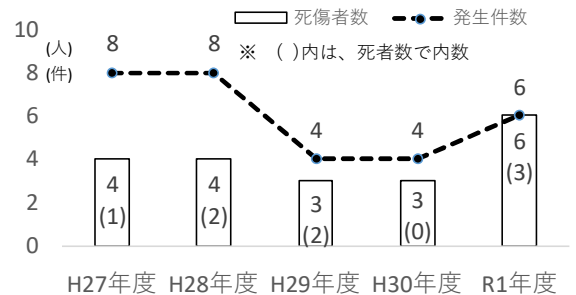 死傷者数 発生件数
※ ( )内は、死者数で内数
(人)
(件)
10
8
6
4
2
0
8 8 4 4 6
4 4 3 3 6
(1) (2) (2) (0) (3)
H27年度 H28年度 H29年度 H30年度 R1年度